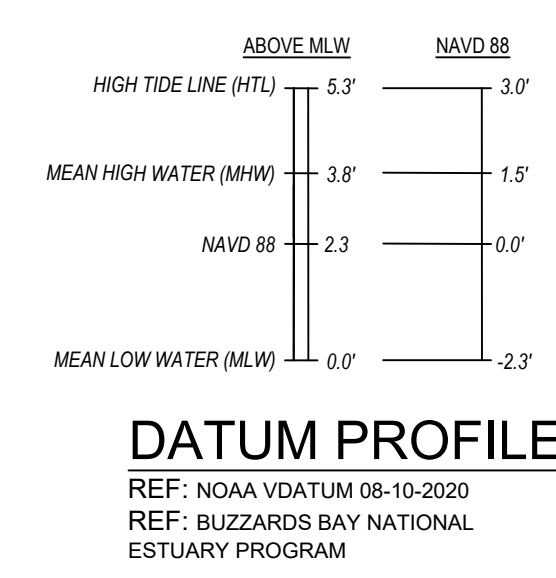 ABOVE MLW NAVD 88
HIGH TIDE LINE (HTL) 5.3' 3.0'
MEAN HIGH WATER (MHW) 3.8' 1.5'
NAVD 88 2.3 0.0'
MEAN LOW WATER (MLW) 0.0' -2.3'
DATUM PROFILE
REF: NOAA VDATUM 08-10-2020
REF: BUZZARDS BAY NATIONAL
ESTUARY PROGRAM